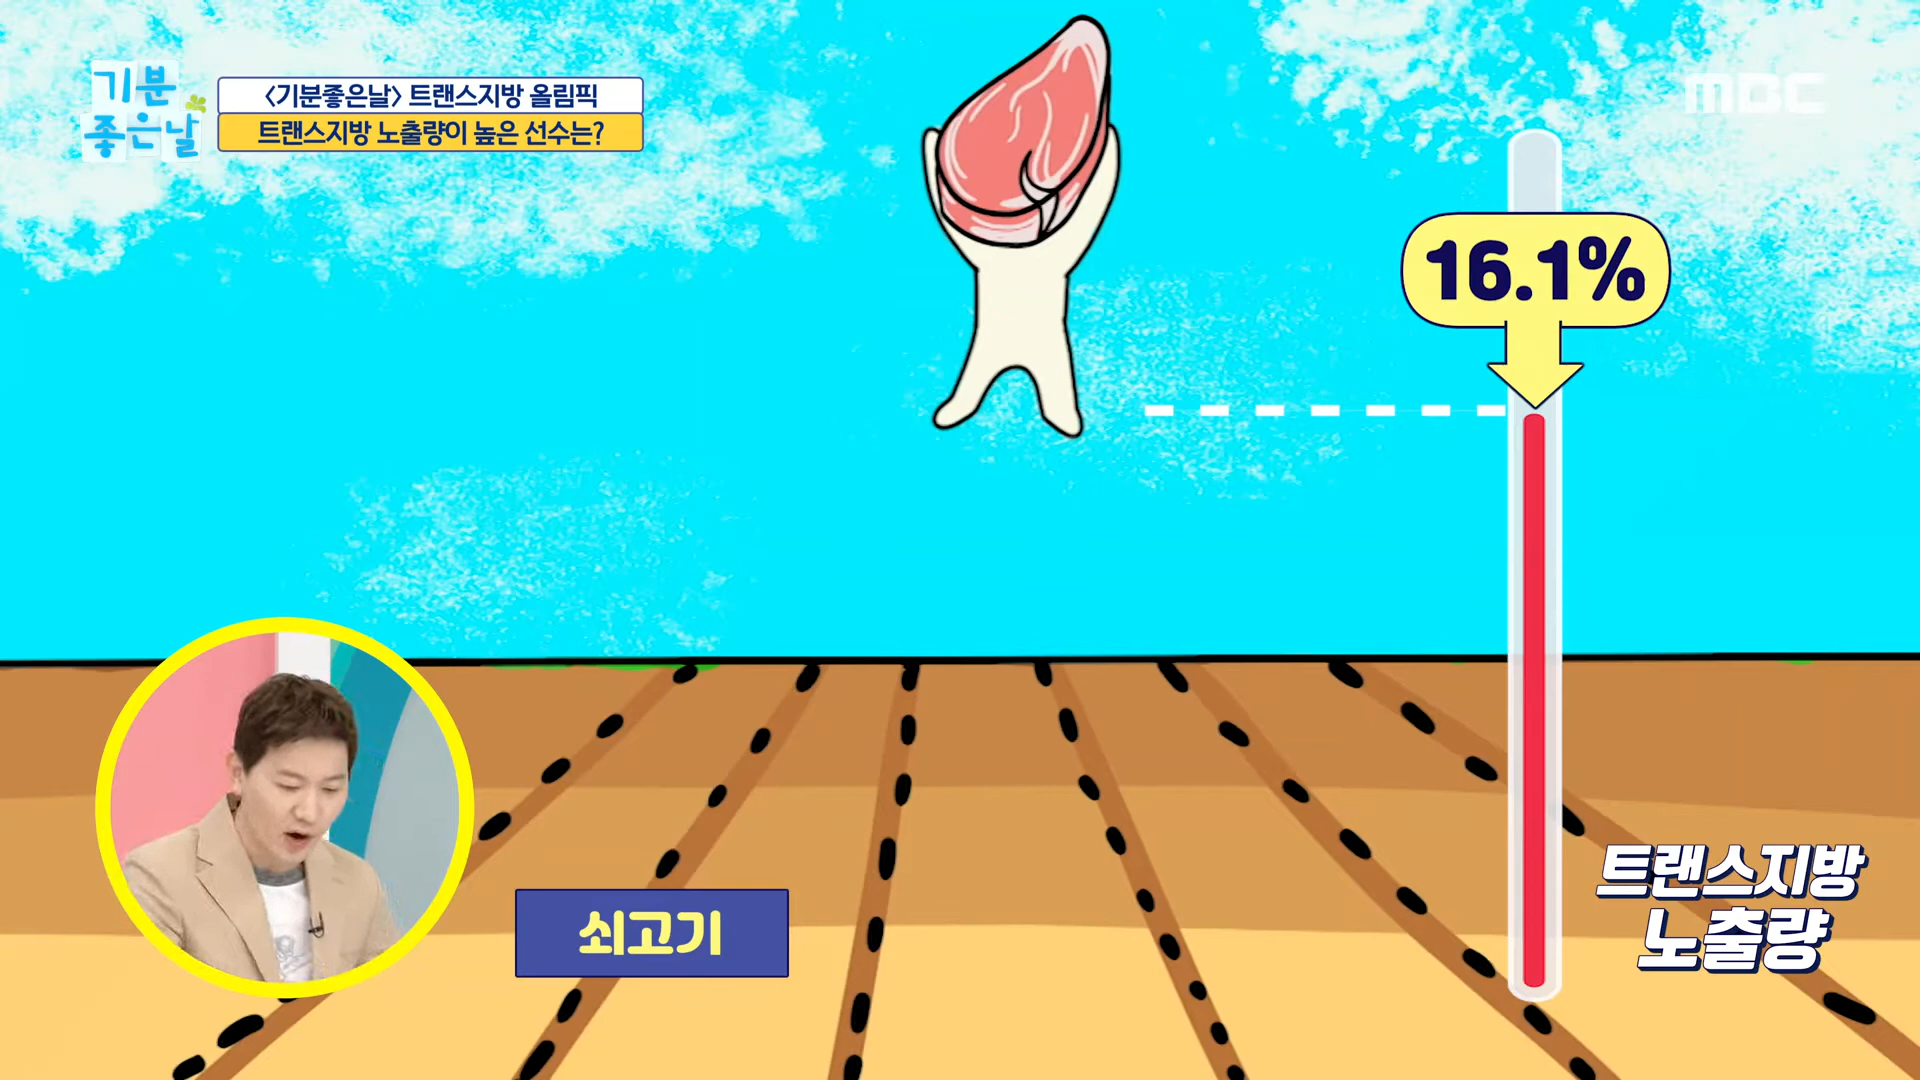 기분
좋은날
<기분좋은날> 트랜스지방 올림픽
트랜스지방 노출량이 높은 선수는?
MBC
16.1%
쇠고기
트랜스지방
노출량